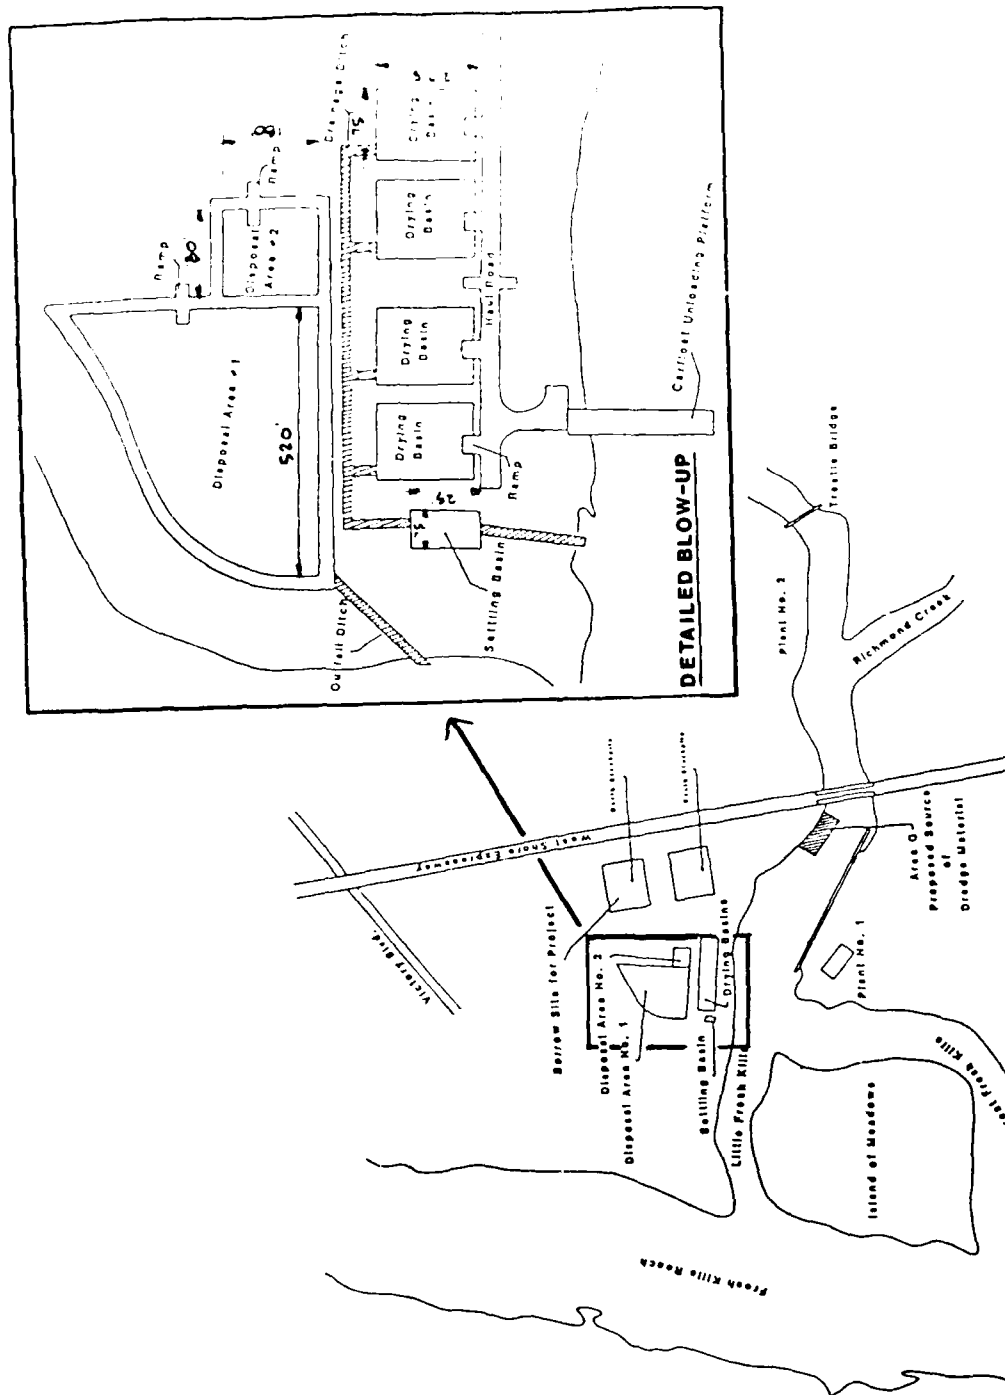 Drainage Ditch
75'
Ramp
80'
Ramp
Disposal
Area #2
Disposal Area #1
520'
Drying
Basin
Drying
Basin
Drying
Basin
Drying
Basin
Haul Road
Ramp
25'
Settling Basin
Outfall Ditch
Carfloat Unloading Platform
DETAILED BLOW-UP
Victory Blvd.
West Shore Expressway
Borrow Site for Project
Disposal Area No. 2
Disposal Area No. 1
Settling Basin
Drying Basins
Little Fresh Kills
Plant No. 2
Trestle Bridge
Richmond Creek
Area G-
Proposed Source
of
Dredge Material
Plant No. 1
Island of Meadows
Fresh Kills
Fresh Kills Reach